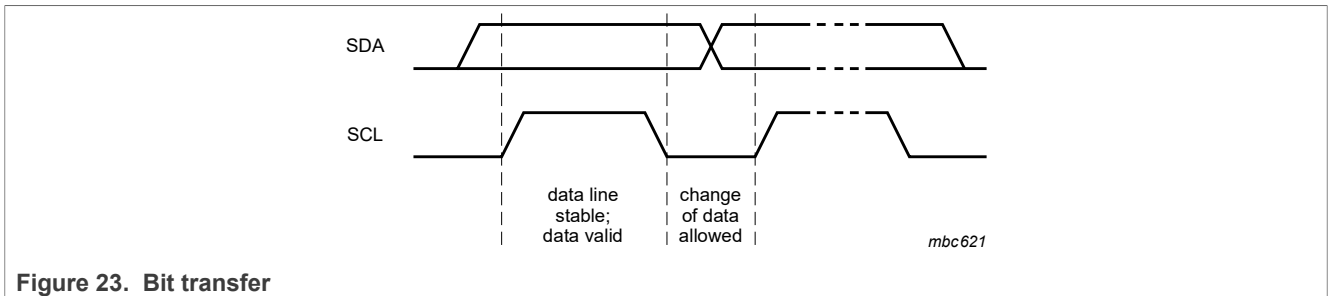 SDA
SCL
data line
stable;
data valid
change
of data
allowed
mbc621
Figure 23. Bit transfer